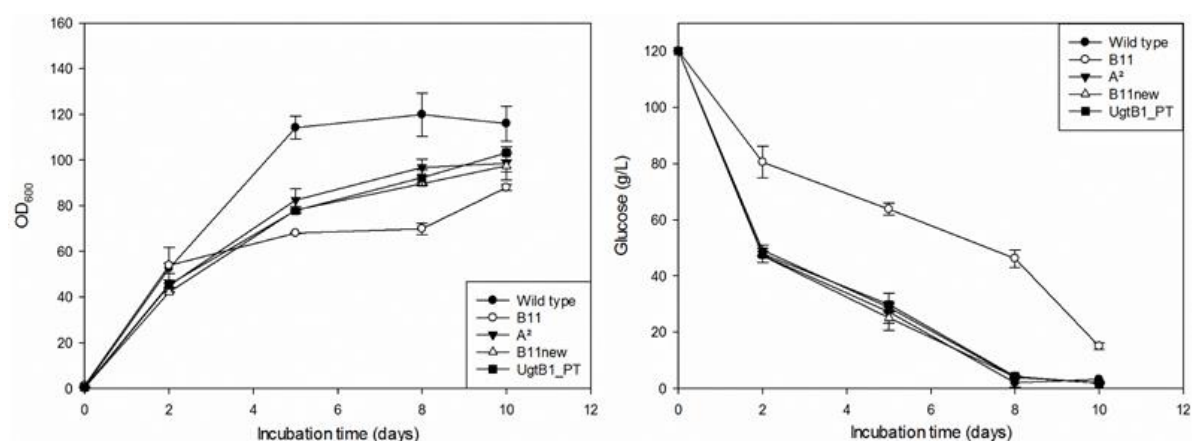 160
140
120
100
80
60
40
20
0
OD600
0 2 4 6 8 10 12
Incubation time (days)
Wild type
B11
A²
B11new
UgtB1_PT
120
100
80
60
40
20
0
Glucose (g/L)
0 2 4 6 8 10 12
Incubation time (days)
Wild type
B11
A²
B11new
UgtB1_PT